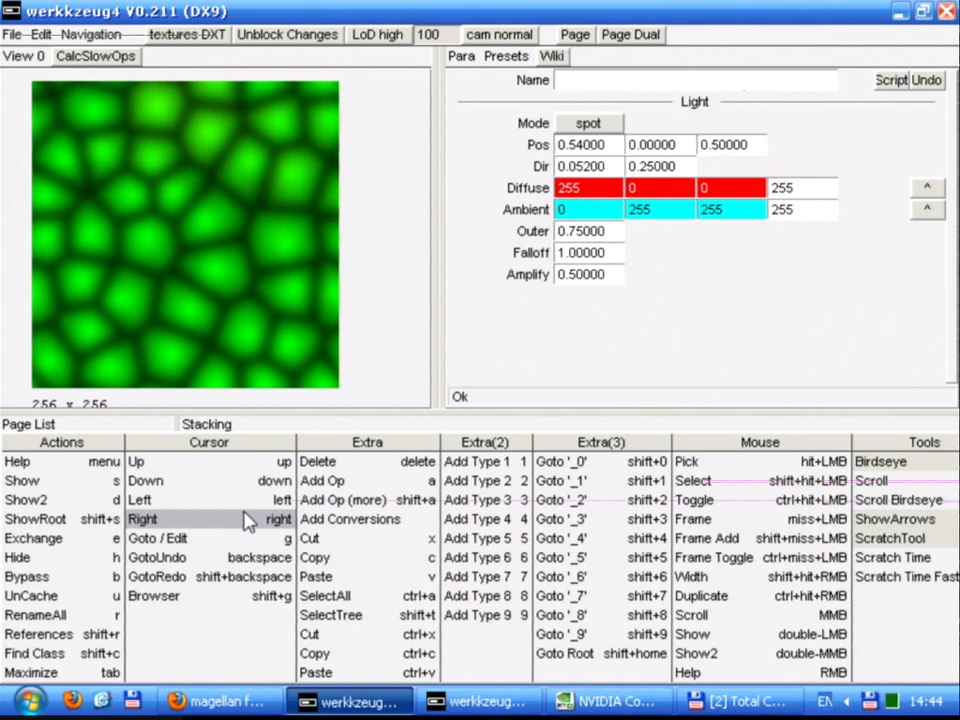 werkkzeug4 V0.211 (DX9)
File Edit Navigation textures DXT Unblock Changes LoD high 100 cam normal Page Page Dual
View 0 CalcSlowOps
Para Presets Wiki
Name Script Undo
Light
Mode spot
Pos 0.54000 0.00000 0.50000
Dir 0.05200 0.25000
Diffuse 255 0 0 255 ^
Ambient 0 255 255 255 ^
Outer 0.75000
Falloff 1.00000
Amplify 0.50000
Ok
256 x 256
Page List Stacking
Actions Cursor Extra Extra(2) Extra(3) Mouse Tools
Help menu Up up Delete delete Add Type 1 1 Goto '_0' shift+0 Pick hit+LMB Birdseye
Show s Down down Add Op a Add Type 2 2 Goto '_1' shift+1 Select shift+hit+LMB Scroll
Show2 d Left left Add Op (more) shift+a Add Type 3 3 Goto '_2' shift+2 Toggle ctrl+hit+LMB Scroll Birdseye
ShowRoot shift+s Right right Add Conversions Add Type 4 4 Goto '_3' shift+3 Frame miss+LMB ShowArrows
Exchange e Goto / Edit g Cut x Add Type 5 5 Goto '_4' shift+4 Frame Add shift+miss+LMB ScratchTool
Hide h GotoUndo backspace Copy c Add Type 6 6 Goto '_5' shift+5 Frame Toggle ctrl+miss+LMB Scratch Time
Bypass b GotoRedo shift+backspace Paste v Add Type 7 7 Goto '_6' shift+6 Width shift+hit+RMB Scratch Time Fast
UnCache u Browser shift+g SelectAll ctrl+a Add Type 8 8 Goto '_7' shift+7 Duplicate ctrl+hit+RMB
RenameAll r SelectTree shift+t Add Type 9 9 Goto '_8' shift+8 Scroll MMB
References shift+r Cut ctrl+x Goto '_9' shift+9 Show double-LMB
Find Class shift+c Copy ctrl+c Goto Root shift+home Show2 double-MMB
Maximize tab Paste ctrl+v Help RMB
magellan f... werkkzeug... werkkzeug... NVIDIA Co... [2] Total C... EN 14:44